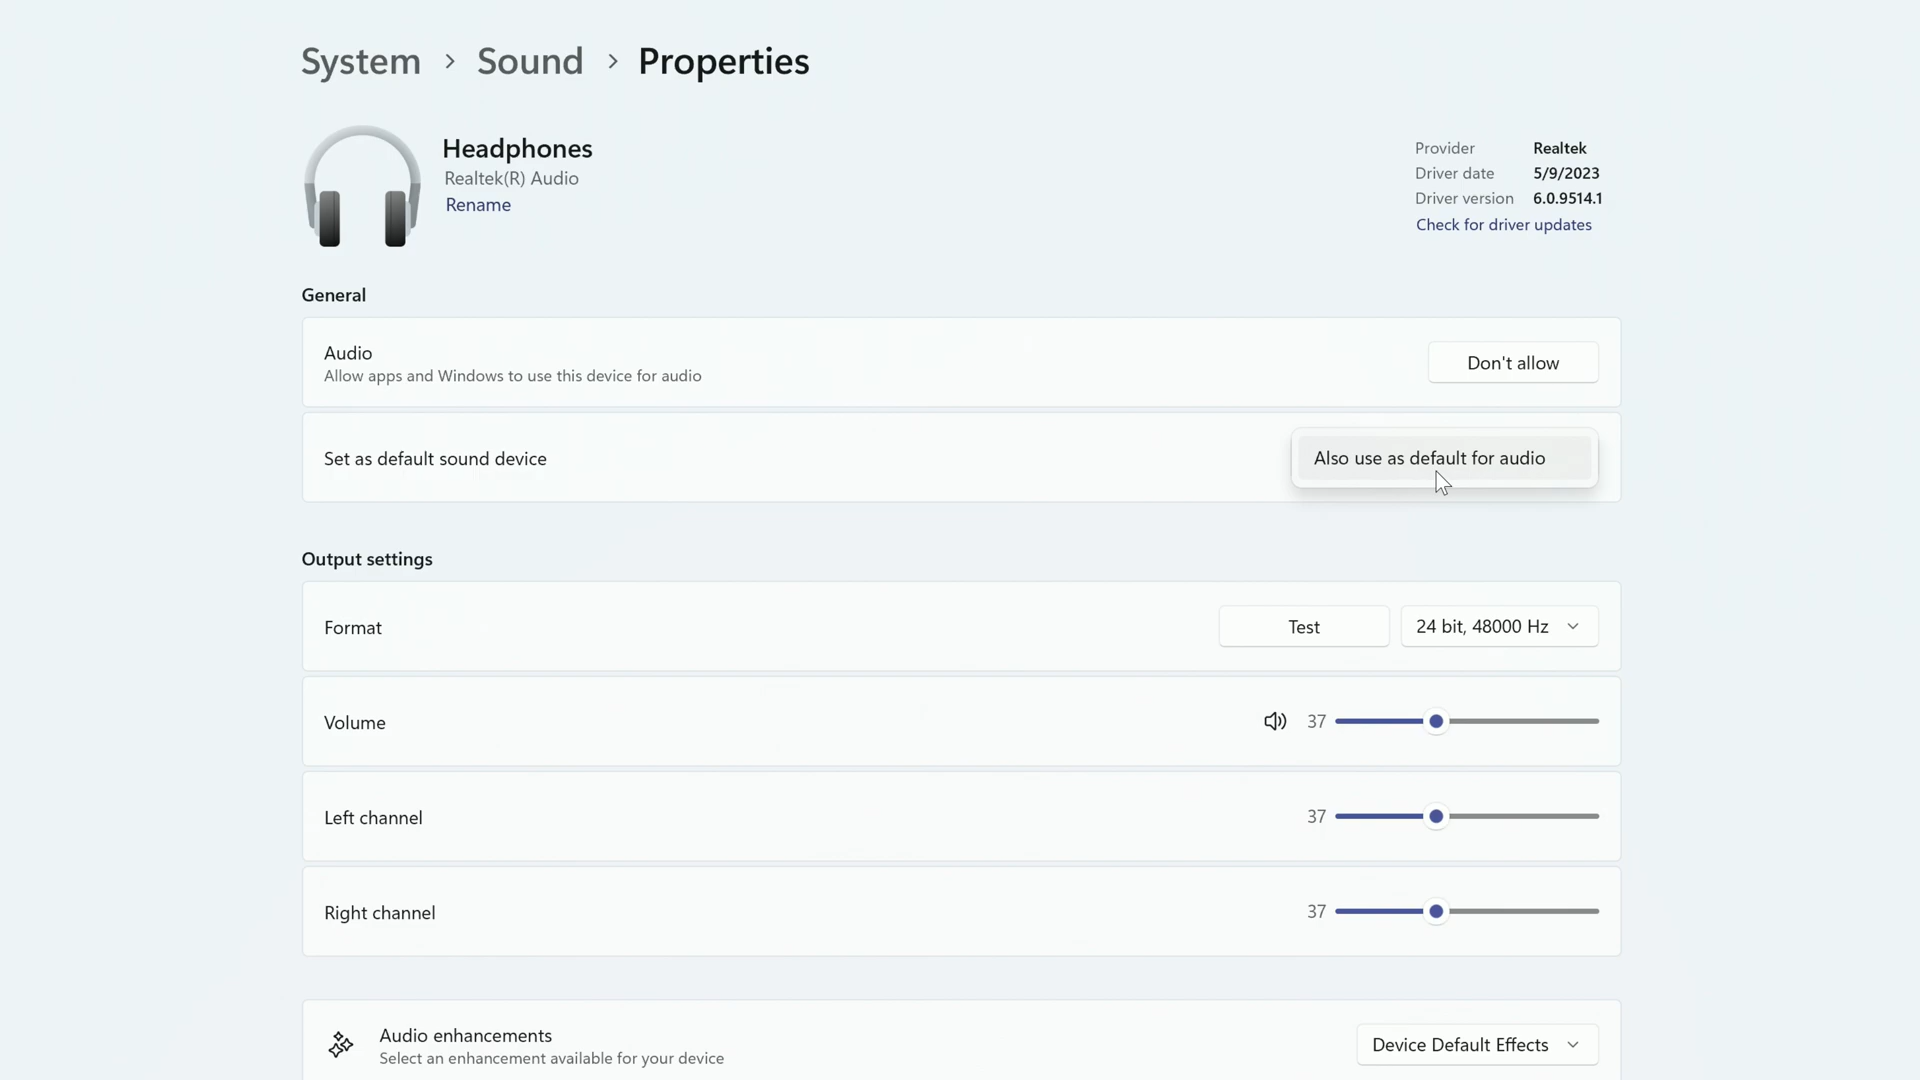 System > Sound > Properties
Headphones
Realtek(R) Audio
Rename
Provider Realtek
Driver date 5/9/2023
Driver version 6.0.9514.1
Check for driver updates
General
Audio
Allow apps and Windows to use this device for audio
Don't allow
Set as default sound device
Also use as default for audio
Output settings
Format
Test
24 bit, 48000 Hz
Volume
37
Left channel
37
Right channel
37
Audio enhancements
Select an enhancement available for your device
Device Default Effects